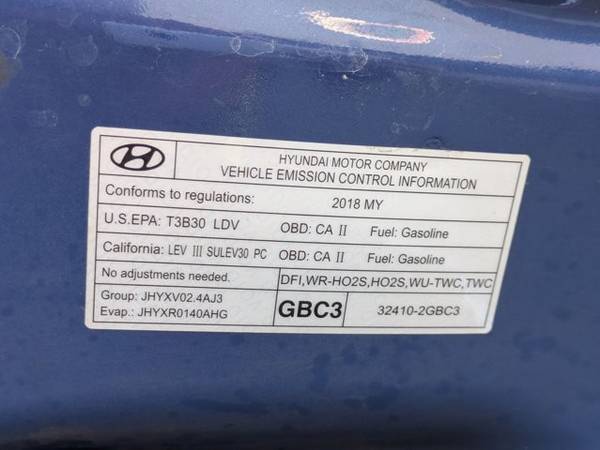 HYUNDAI MOTOR COMPANY
VEHICLE EMISSION CONTROL INFORMATION
Conforms to regulations: 2018 MY
U.S.EPA: T3B30 LDV OBD: CA II Fuel: Gasoline
California: LEV III SULEV30 PC OBD: CA II Fuel: Gasoline
No adjustments needed. DFI,WR-HO2S,HO2S,WU-TWC,TWC
Group: JHYXV02.4AJ3
Evap.: JHYXR0140AHG
GBC3 32410-2GBC3